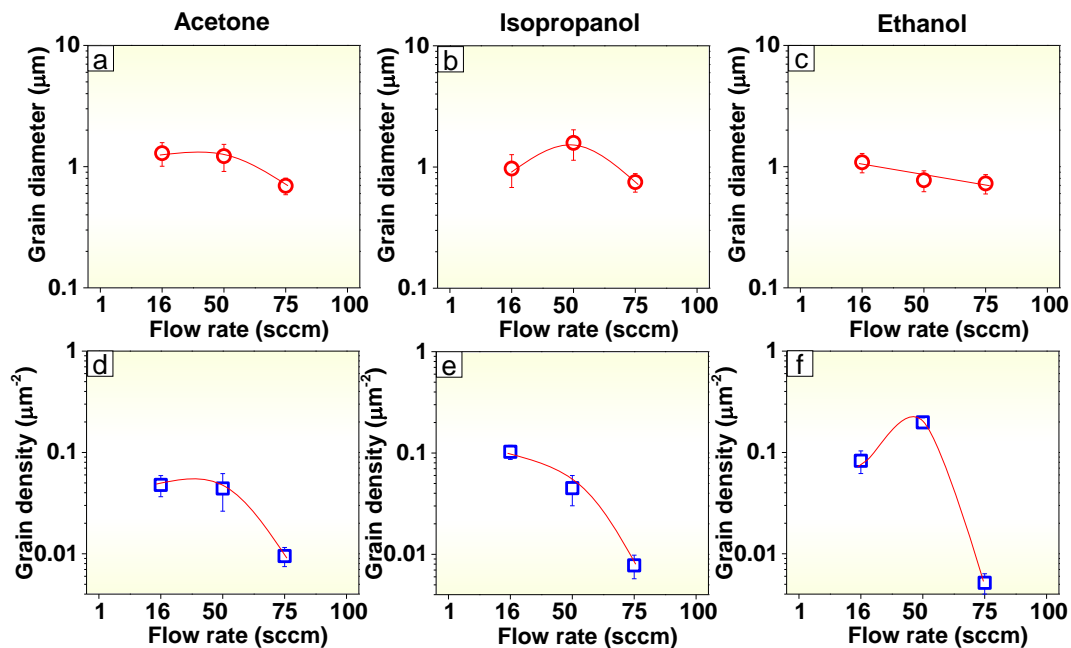 Acetone
Isopropanol
Ethanol
a
10
1
0.1
Grain diameter (μm)
1 16 50 75 100
Flow rate (sccm)
b
10
1
0.1
Grain diameter (μm)
1 16 50 75 100
Flow rate (sccm)
c
10
1
0.1
Grain diameter (μm)
1 16 50 75 100
Flow rate (sccm)
d
1
0.1
0.01
Grain density (μm⁻²)
1 16 50 75 100
Flow rate (sccm)
e
1
0.1
0.01
Grain density (μm⁻²)
1 16 50 75 100
Flow rate (sccm)
f
1
0.1
0.01
Grain density (μm⁻²)
1 16 50 75 100
Flow rate (sccm)